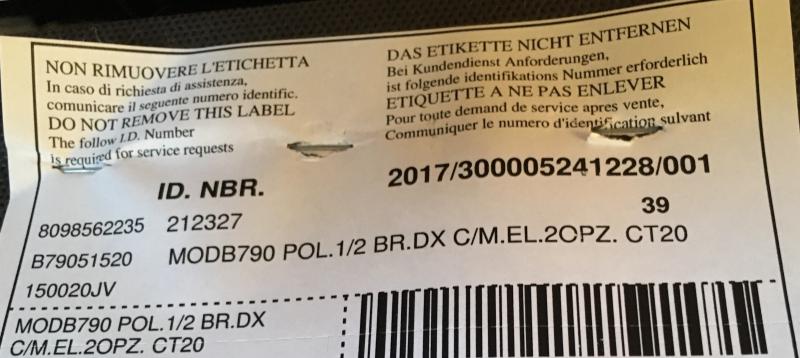 NON RIMUOVERE L'ETICHETTA
In caso di richiesta di assistenza,
comunicare il seguente numero identific.
DO NOT REMOVE THIS LABEL
The follow I.D. Number
is required for service requests
DAS ETIKETTE NICHT ENTFERNEN
Bei Kundendienst Anforderungen,
ist folgende identifikations Nummer erforderlich
ETIQUETTE A NE PAS ENLEVER
Pour toute demand de service apres vente,
Communiquer le numero d'identification sulvant
ID. NBR. 2017/300005241228/001
8098562235 212327 39
B79051520 MODB790 POL.1/2 BR.DX C/M.EL.2OPZ. CT20
150020JV
MODB790 POL.1/2 BR.DX
C/M.EL.2OPZ. CT20